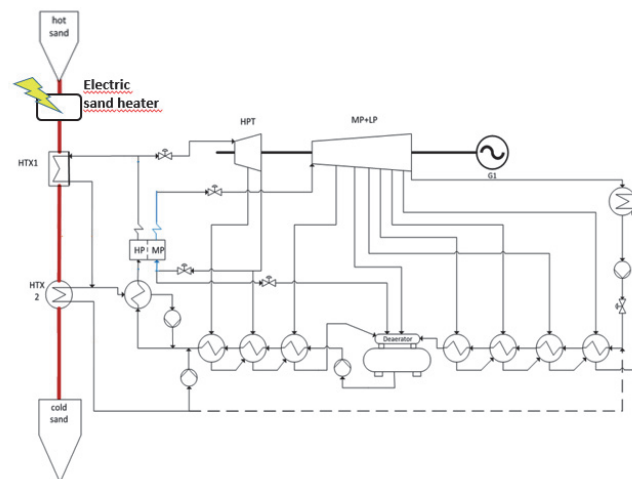 hot
sand
Electric
sand heater
HPT
MP+LP
HTX1
G1
HP
MP
HTX
2
Deaerator
cold
sand